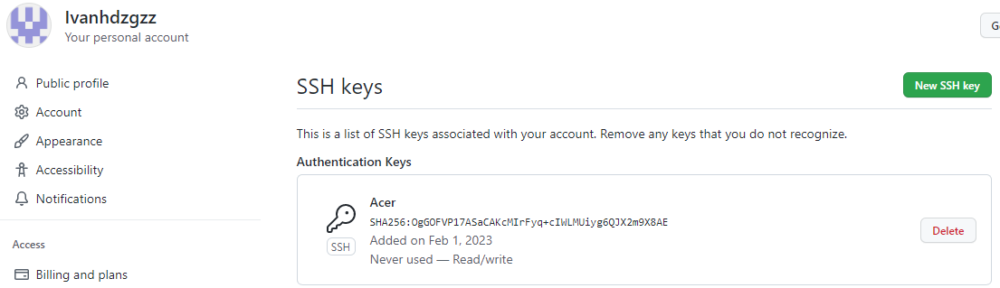 Ivanhdzgzz
Your personal account
Public profile
Account
Appearance
Accessibility
Notifications
Access
Billing and plans
SSH keys
New SSH key
This is a list of SSH keys associated with your account. Remove any keys that you do not recognize.
Authentication Keys
Acer
SHA256:OgGOFVP17ASaCAKcMIrFyq+cIWLMUiyg6QJX2m9X8AE
Added on Feb 1, 2023
Never used — Read/write
SSH
Delete